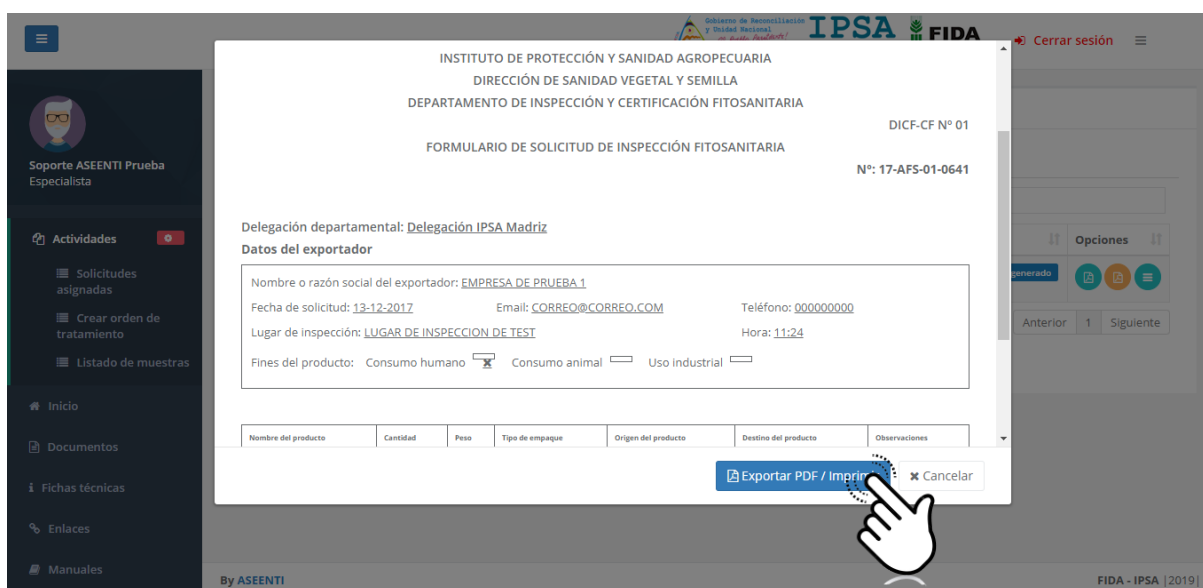 Gobierno de Reconciliación
y Unidad Nacional
IPSA
FIDA
Cerrar sesión
Soporte ASEENTI Prueba
Especialista
Actividades
Solicitudes
asignadas
Crear orden de
tratamiento
Listado de muestras
Inicio
Documentos
Fichas técnicas
Enlaces
Manuales
INSTITUTO DE PROTECCIÓN Y SANIDAD AGROPECUARIA
DIRECCIÓN DE SANIDAD VEGETAL Y SEMILLA
DEPARTAMENTO DE INSPECCIÓN Y CERTIFICACIÓN FITOSANITARIA
DICF-CF Nº 01
FORMULARIO DE SOLICITUD DE INSPECCIÓN FITOSANITARIA
Nº: 17-AFS-01-0641
Delegación departamental: Delegación IPSA Madriz
Datos del exportador
Nombre o razón social del exportador: EMPRESA DE PRUEBA 1
Fecha de solicitud: 13-12-2017 Email: CORREO@CORREO.COM Teléfono: 000000000
Lugar de inspección: LUGAR DE INSPECCION DE TEST Hora: 11:24
Fines del producto: Consumo humano X Consumo animal Uso industrial
Nombre del producto Cantidad Peso Tipo de empaque Origen del producto Destino del producto Observaciones
Exportar PDF / Imprimir
Cancelar
Opciones
generado
Anterior 1 Siguiente
By ASEENTI
FIDA - IPSA |2019|